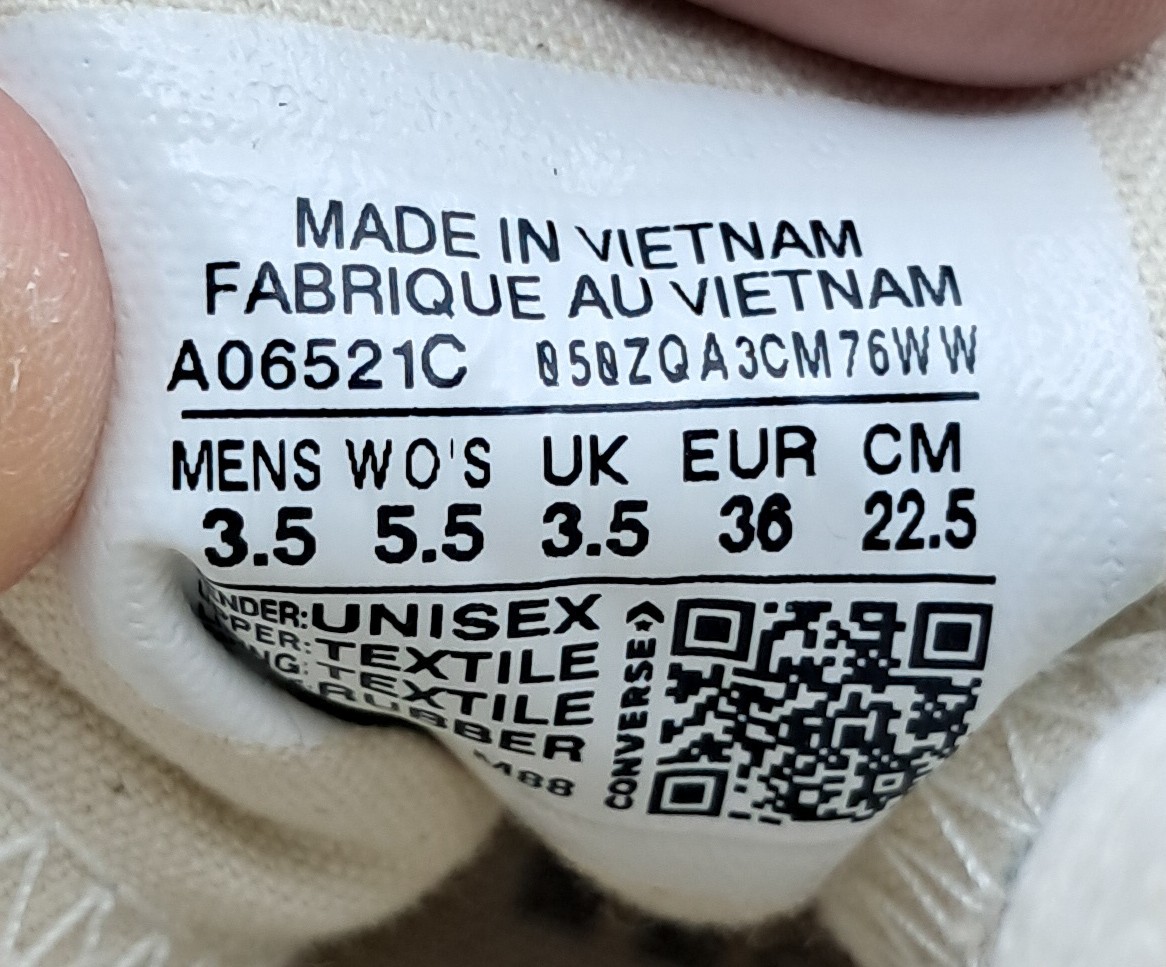 MADE IN VIETNAM
FABRIQUE AU VIETNAM
A06521C 050ZQA3CM76WW
MENS WO'S UK EUR CM
3.5 5.5 3.5 36 22.5
UNISEX
TEXTILE
TEXTILE
RUBBER
CONVERSE